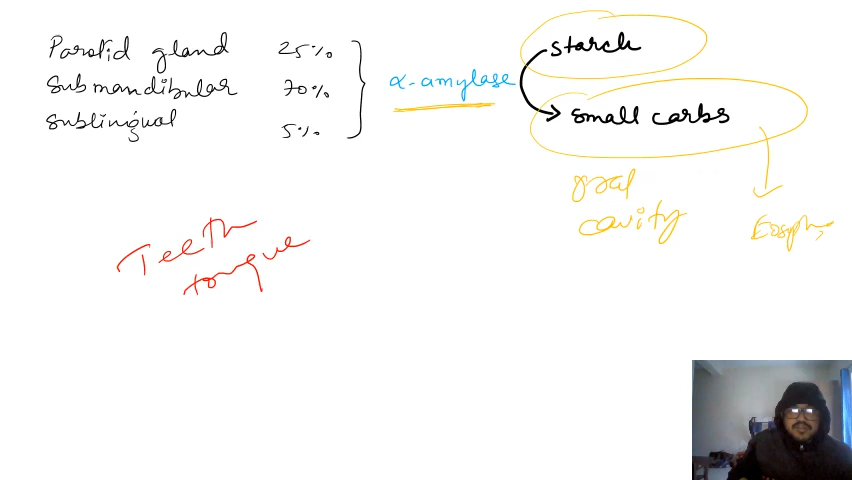 Parotid gland 25%
Submandibular 70%
Sublingual 5%
α-amylase
starch
small carbs
oral
cavity
Teeth
tongue